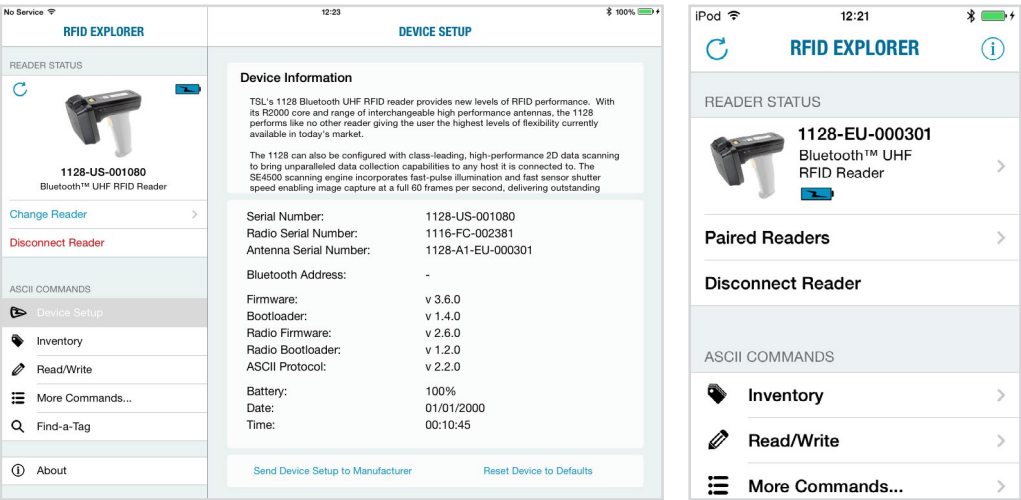 No Service 12:23 100%
RFID EXPLORER
READER STATUS
1128-US-001080
Bluetooth™ UHF RFID Reader
Change Reader
Disconnect Reader
ASCII COMMANDS
Device Setup
Inventory
Read/Write
More Commands...
Find-a-Tag
About
DEVICE SETUP
Device Information
TSL's 1128 Bluetooth UHF RFID reader provides new levels of RFID performance. With
its R2000 core and range of interchangeable high performance antennas, the 1128
performs like no other reader giving the user the highest levels of flexibility currently
available in today's market.
The 1128 can also be configured with class-leading, high-performance 2D data scanning
to bring unparalleled data collection capabilities to any host it is connected to. The
SE4500 scanning engine incorporates fast-pulse illumination and fast sensor shutter
speed enabling image capture at a full 60 frames per second, delivering outstanding
Serial Number: 1128-US-001080
Radio Serial Number: 1116-FC-002381
Antenna Serial Number: 1128-A1-EU-000301
Bluetooth Address: -
Firmware: v 3.6.0
Bootloader: v 1.4.0
Radio Firmware: v 2.6.0
Radio Bootloader: v 1.2.0
ASCII Protocol: v 2.2.0
Battery: 100%
Date: 01/01/2000
Time: 00:10:45
Send Device Setup to Manufacturer Reset Device to Defaults
iPod 12:21
RFID EXPLORER
READER STATUS
1128-EU-000301
Bluetooth™ UHF
RFID Reader
Paired Readers
Disconnect Reader
ASCII COMMANDS
Inventory
Read/Write
More Commands...